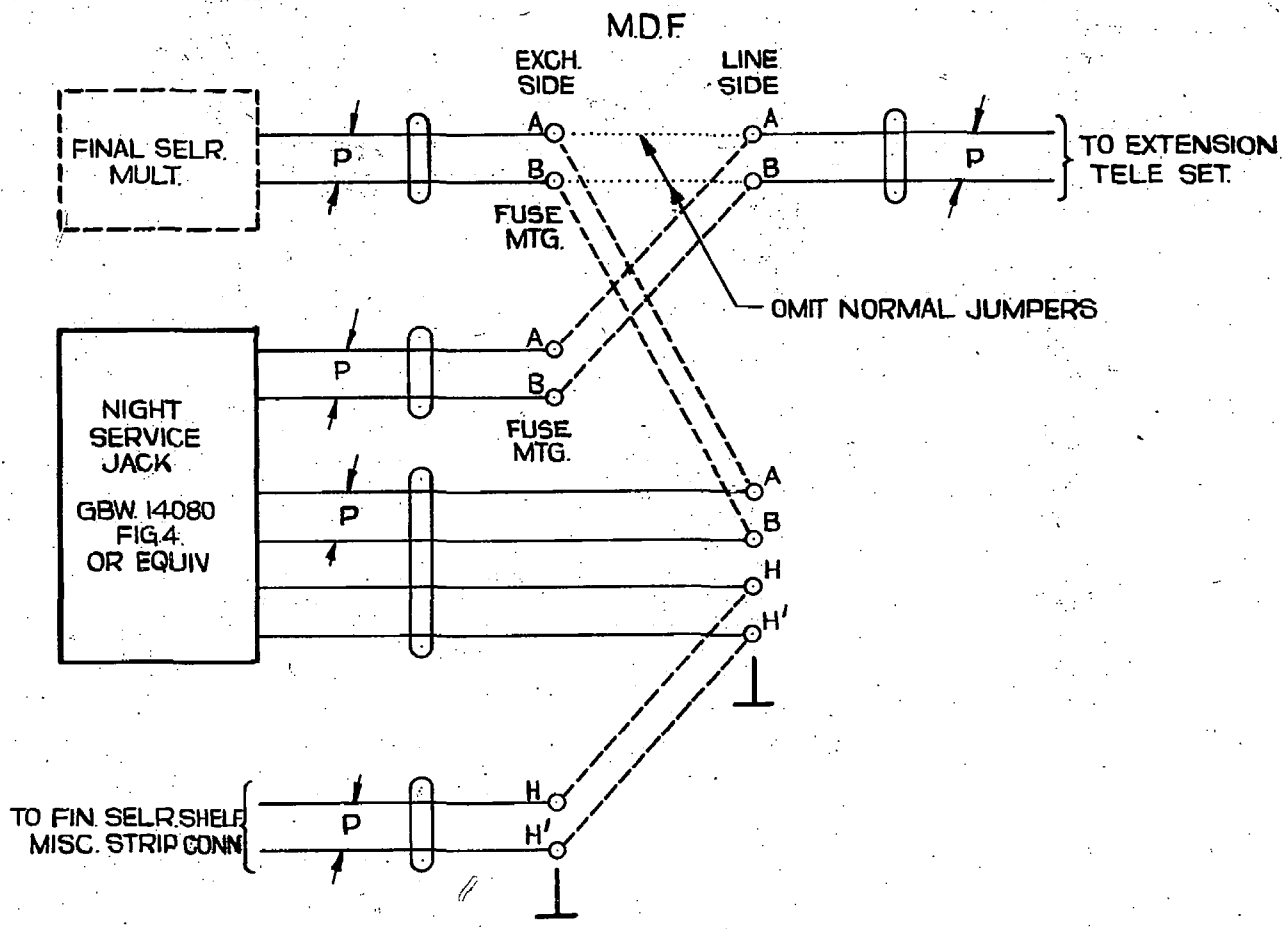 M.D.F.
EXCH. SIDE
LINE SIDE
FINAL SELR. MULT.
P
A
B
A
B
P
TO EXTENSION
TELE SET.
FUSE MTG.
OMIT NORMAL JUMPERS
NIGHT
SERVICE
JACK
GBW. 14080
FIG.4.
OR EQUIV
P
A
B
FUSE MTG.
P
A
B
H
H'
TO FIN. SELR. SHELF
MISC. STRIP CONN
P
H
H'